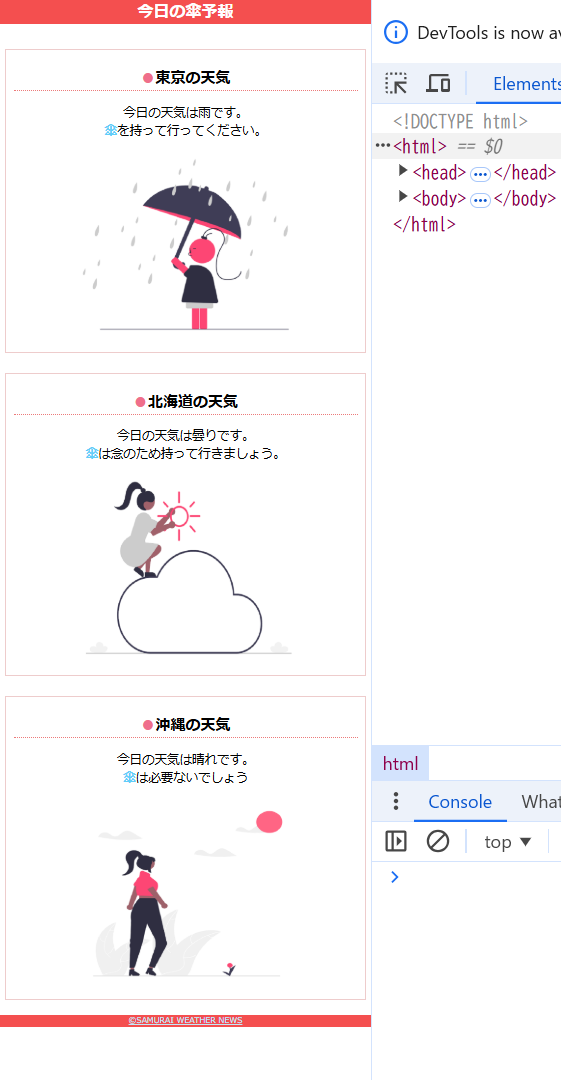 今日の傘予報
●東京の天気
今日の天気は雨です。
傘を持って行ってください。
●北海道の天気
今日の天気は曇りです。
傘は念のため持って行きましょう。
●沖縄の天気
今日の天気は晴れです。
傘は必要ないでしょう
©SAMURAI WEATHER NEWS
DevTools is now av
Elements
<!DOCTYPE html>
<html> == $0
<head> ••• </head>
<body> ••• </body>
</html>
html
Console What
top